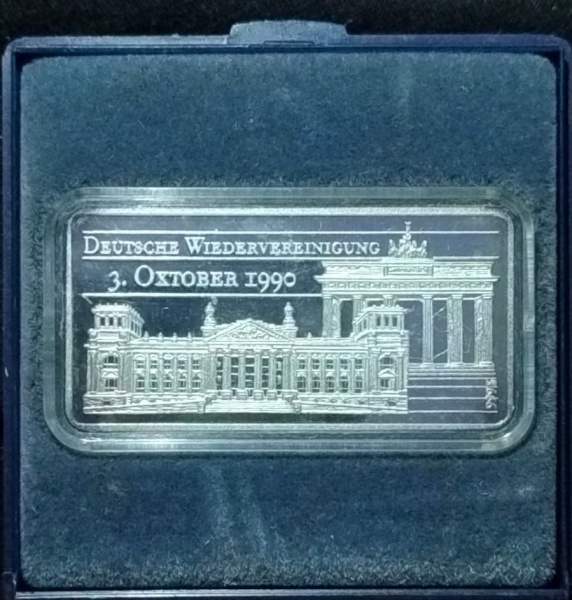 DEUTSCHE WIEDERVEREINIGUNG
3. OKTOBER 1990